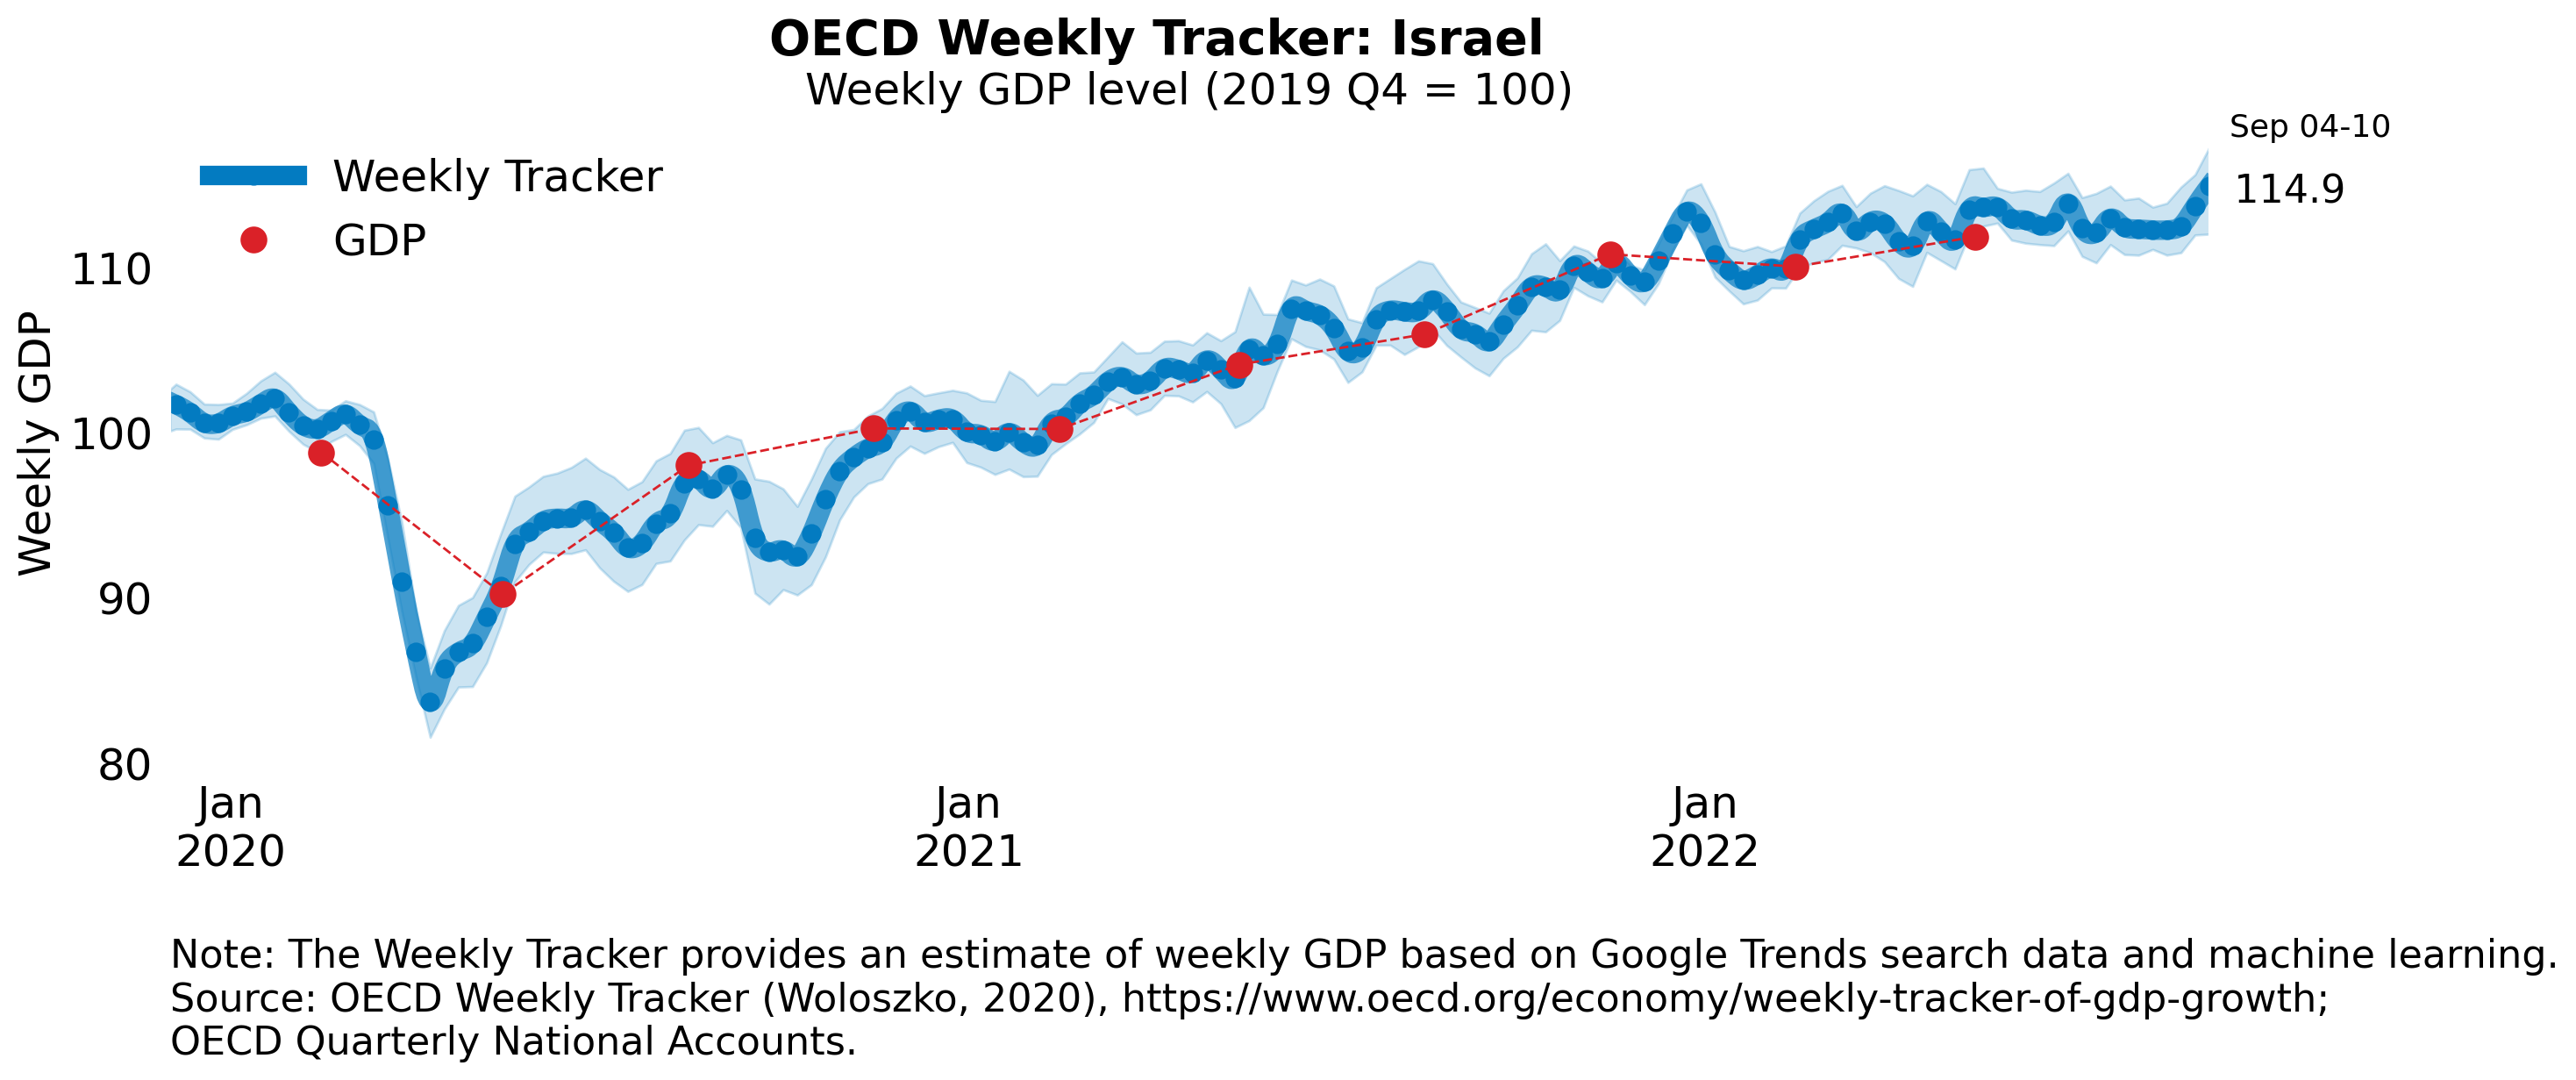 OECD Weekly Tracker: Israel
Weekly GDP level (2019 Q4 = 100)
Sep 04-10
114.9
Weekly Tracker
GDP
Weekly GDP
110
100
90
80
Jan
2020
Jan
2021
Jan
2022
Note: The Weekly Tracker provides an estimate of weekly GDP based on Google Trends search data and machine learning.
Source: OECD Weekly Tracker (Woloszko, 2020), https://www.oecd.org/economy/weekly-tracker-of-gdp-growth;
OECD Quarterly National Accounts.